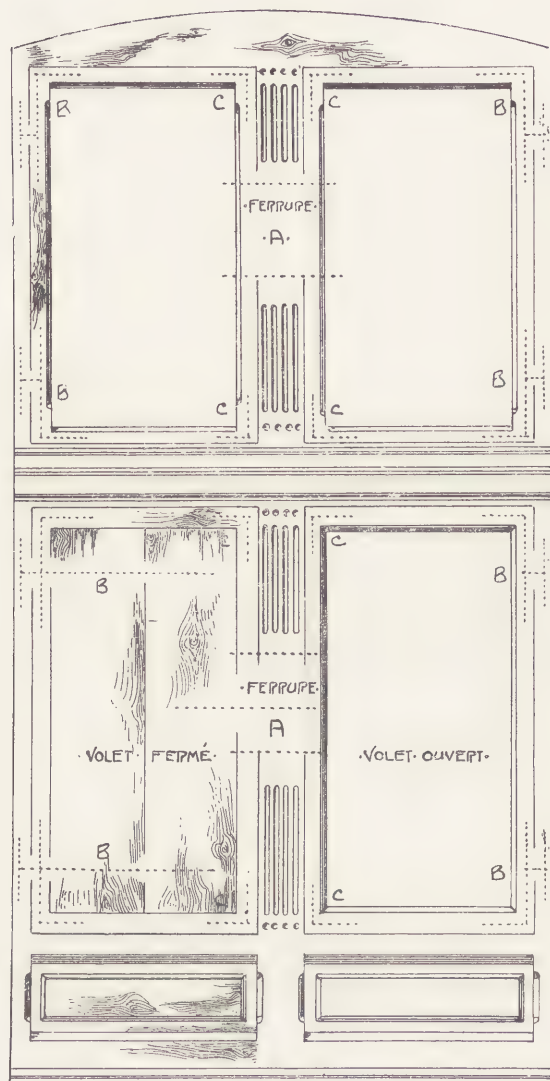 B C C B
·FERRURE·
·A·
B C C B
C C B
B
·FERRURE·
A
·VOLET FERMÉ· ·VOLET·OUVERT·
B B
C C